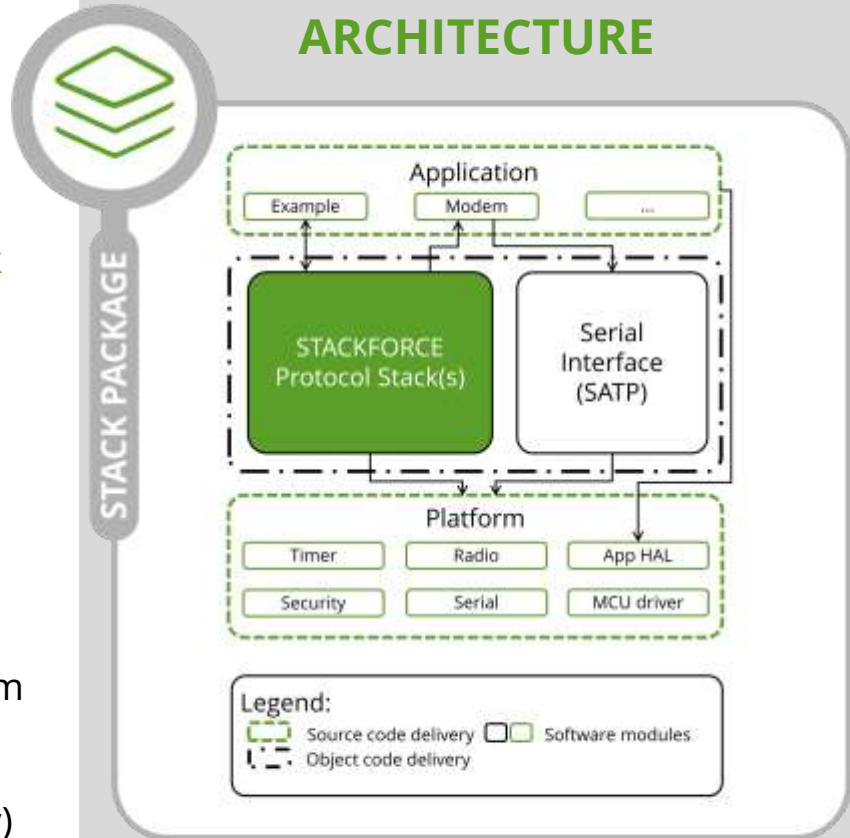 ARCHITECTURE
STACK PACKAGE
Application
Example
Modem
...
STACKFORCE
Protocol Stack(s)
Serial
Interface
(SATP)
Platform
Timer
Radio
App HAL
Security
Serial
MCU driver
Legend:
Source code delivery
Software modules
Object code delivery